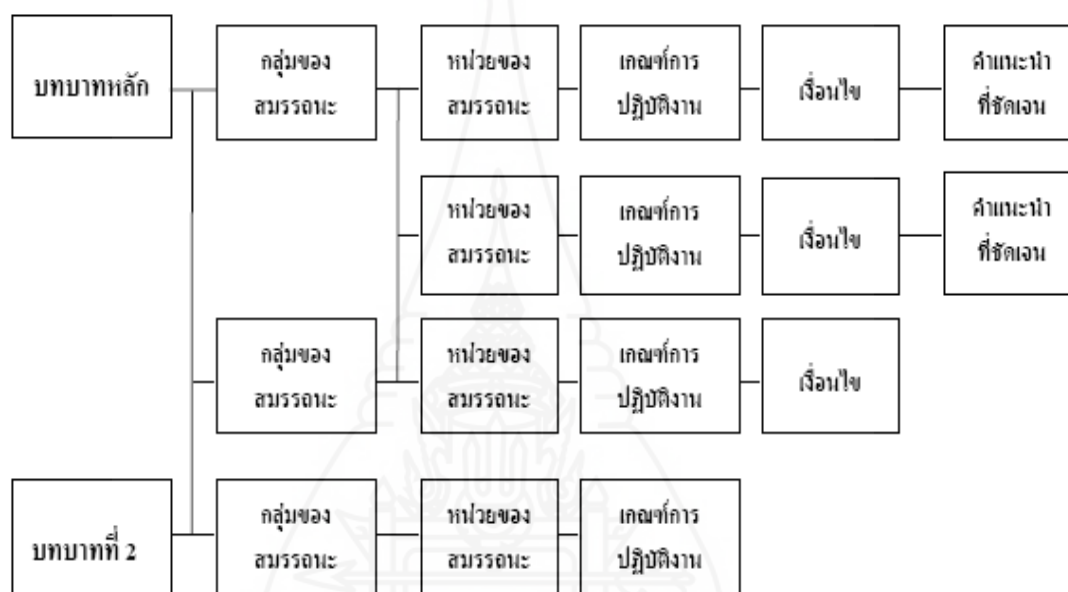 บทบาทหลัก
กลุ่มของ
สมรรถนะ
หน่วยของ
สมรรถนะ
เกณฑ์การ
ปฏิบัติงาน
เงื่อนไข
คำแนะนำ
ที่ชัดเจน
หน่วยของ
สมรรถนะ
เกณฑ์การ
ปฏิบัติงาน
เงื่อนไข
คำแนะนำ
ที่ชัดเจน
กลุ่มของ
สมรรถนะ
หน่วยของ
สมรรถนะ
เกณฑ์การ
ปฏิบัติงาน
เงื่อนไข
บทบาทที่ 2
กลุ่มของ
สมรรถนะ
หน่วยของ
สมรรถนะ
เกณฑ์การ
ปฏิบัติงาน